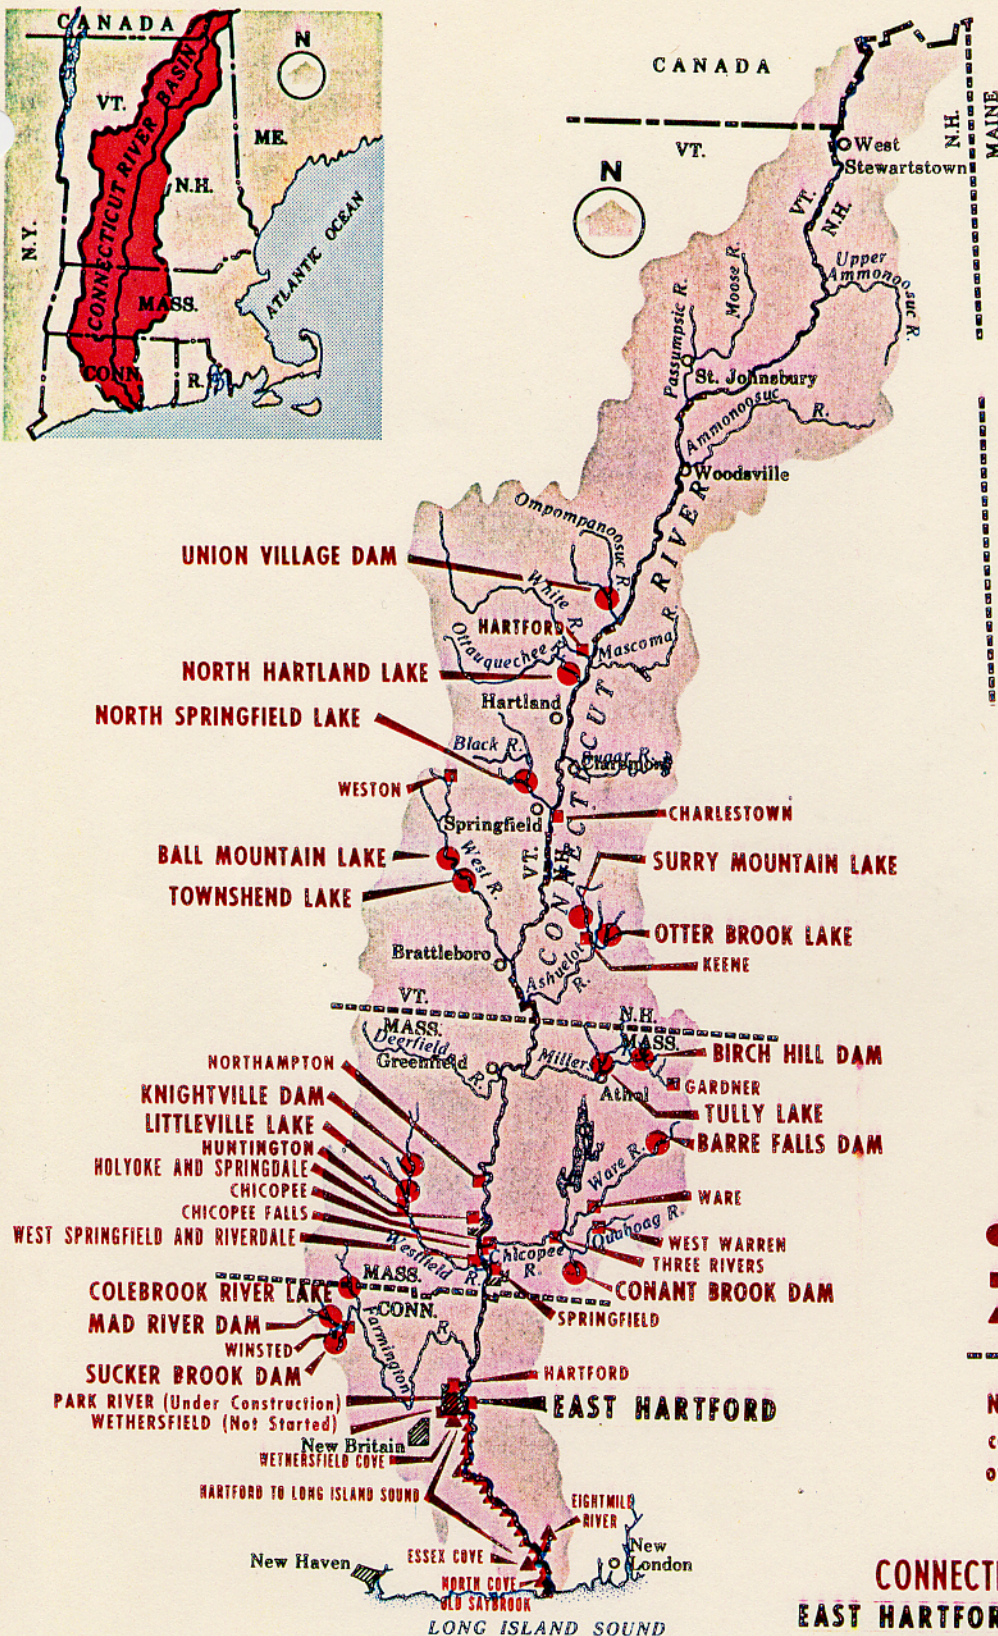 CANADA
VT.
ME.
N.H.
N.Y.
CONNECTICUT RIVER BASIN
MASS.
CONN.
R.I.
ATLANTIC OCEAN
N
CANADA
VT.
N
N.H.
MAINE
West
Stewartstown
VT.
N.H.
Upper
Ammonoosuc R.
Moose R.
Passumpsic R.
St. Johnsbury
Ammonoosuc R.
Woodsville
CONNECTICUT RIVER
Ompompanoosuc R.
UNION VILLAGE DAM
White R.
HARTFORD
Mascoma R.
Ottauquechee R.
NORTH HARTLAND LAKE
Hartland
NORTH SPRINGFIELD LAKE
Black R.
Sugar R.
Claremont
WESTON
Springfield
CHARLESTOWN
VT.
N.H.
BALL MOUNTAIN LAKE
West R.
SURRY MOUNTAIN LAKE
TOWNSHEND LAKE
OTTER BROOK LAKE
Brattleboro
KEENE
Ashuelot R.
VT.
N.H.
MASS.
MASS.
Deerfield R.
Greenfield
Millers R.
BIRCH HILL DAM
NORTHAMPTON
Athol
GARDNER
KNIGHTVILLE DAM
TULLY LAKE
LITTLEVILLE LAKE
BARRE FALLS DAM
HUNTINGTON
HOLYOKE AND SPRINGDALE
Ware R.
CHICOPEE
WARE
CHICOPEE FALLS
Quaboag R.
WEST SPRINGFIELD AND RIVERDALE
WEST WARREN
Westfield R.
Chicopee R.
THREE RIVERS
MASS.
COLEBROOK RIVER LAKE
CONANT BROOK DAM
CONN.
MAD RIVER DAM
SPRINGFIELD
Farmington R.
WINSTED
SUCKER BROOK DAM
HARTFORD
PARK RIVER (Under Construction)
EAST HARTFORD
WETHERSFIELD (Not Started)
New Britain
WETHERSFIELD COVE
HARTFORD TO LONG ISLAND SOUND
EIGHTMILE
RIVER
ESSEX COVE
New Haven
New
London
NORTH COVE
OLD SAYBROOK
LONG ISLAND SOUND
N
C
O
CONNECTI
EAST HARTFOR